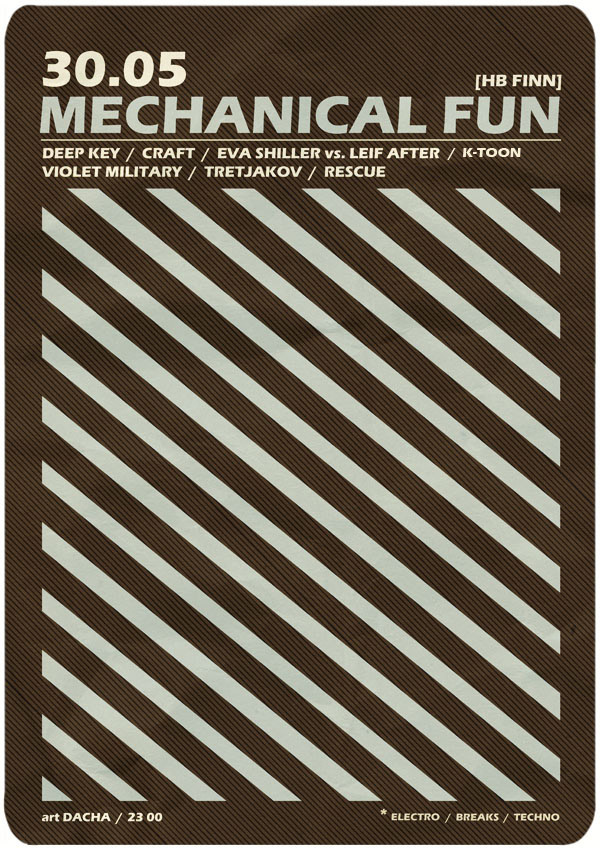 30.05
[HB FINN]
MECHANICAL FUN
DEEP KEY / CRAFT / EVA SHILLER vs. LEIF AFTER / K-TOON
VIOLET MILITARY / TRETJAKOV / RESCUE
art DACHA / 23 00
* ELECTRO / BREAKS / TECHNO